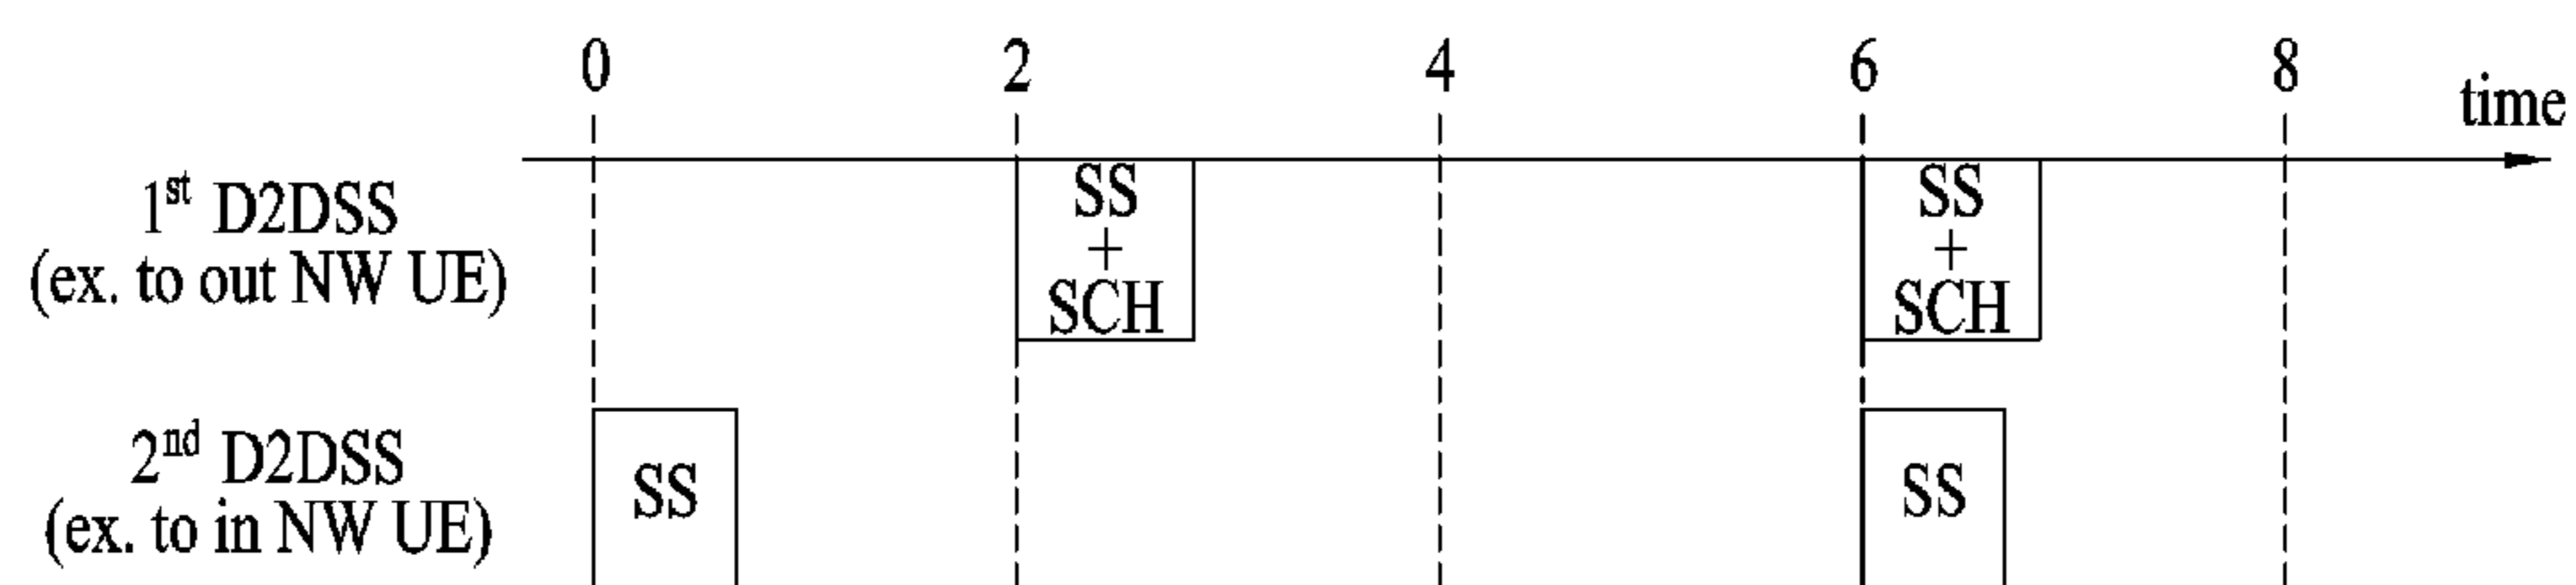 0 2 4 6 8
time
1st D2DSS
(ex. to out NW UE)
SS
+
SCH
SS
+
SCH
2nd D2DSS
(ex. to in NW UE)
SS
SS